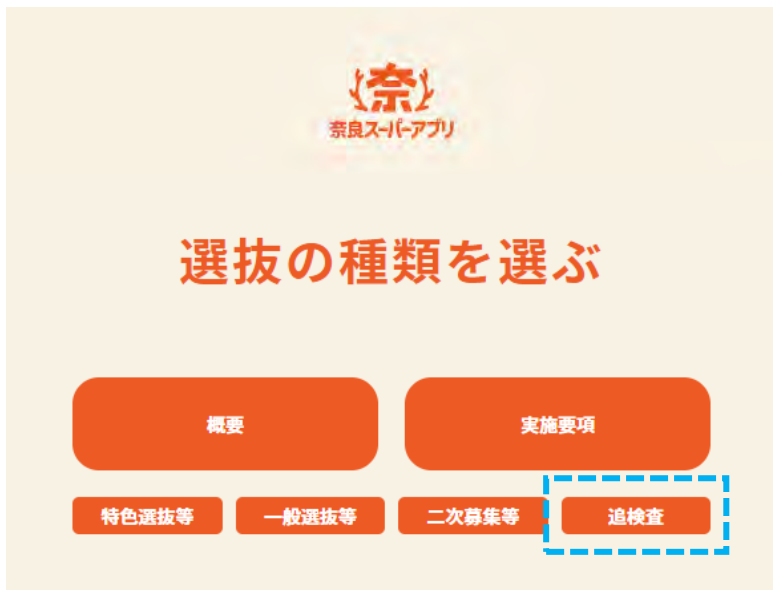 奈
奈良スーパーアプリ
選抜の種類を選ぶ
概要
実施要項
特色選抜等
一般選抜等
二次募集等
追検査